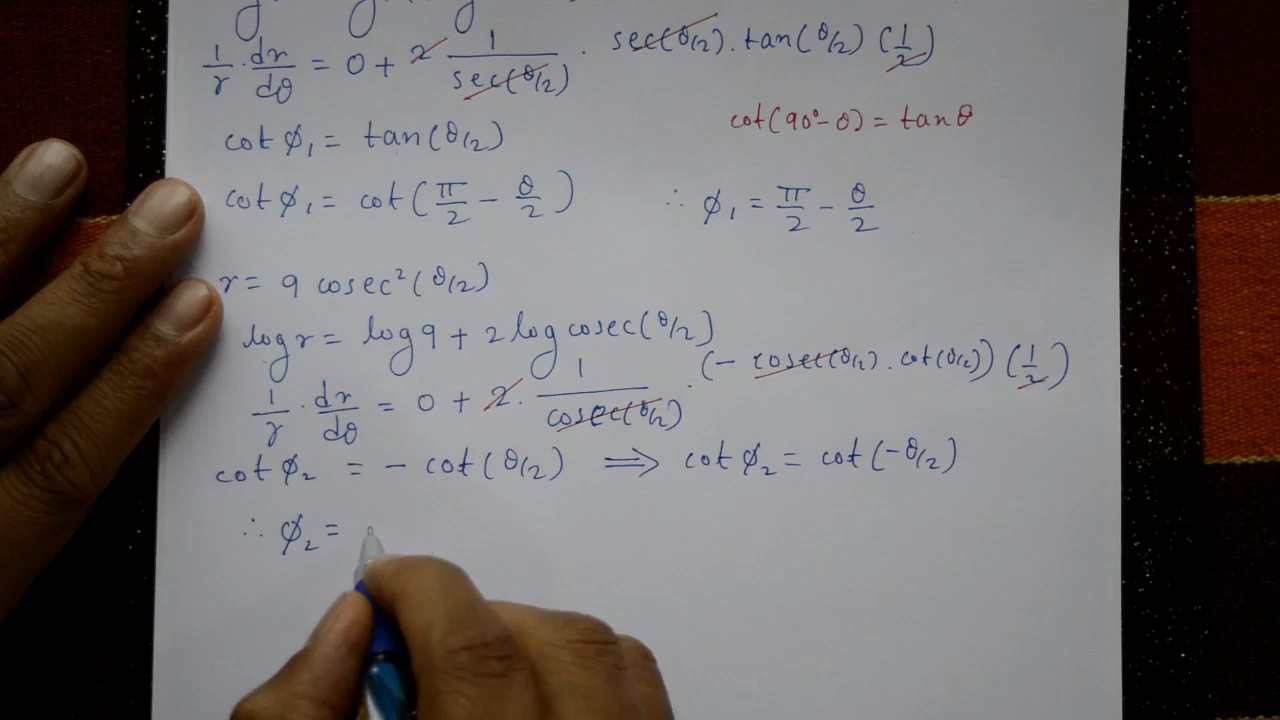 1/r · dr/dθ = 0 + 2 1/sec(θ/2) · sec(θ/2) . tan(θ/2) (1/2)
cot(90° - θ) = tan θ
cot ϕ₁ = tan(θ/2)
cot ϕ₁ = cot(π/2 - θ/2) ∴ ϕ₁ = π/2 - θ/2
r = 9 cosec²(θ/2)
log r = log 9 + 2 log cosec(θ/2)
1/r · dr/dθ = 0 + 2 · 1/cosec(θ/2) · (- cosec(θ/2) . cot(θ/2)) (1/2)
cot ϕ₂ = - cot(θ/2) ⟹ cot ϕ₂ = cot(-θ/2)
∴ ϕ₂ =